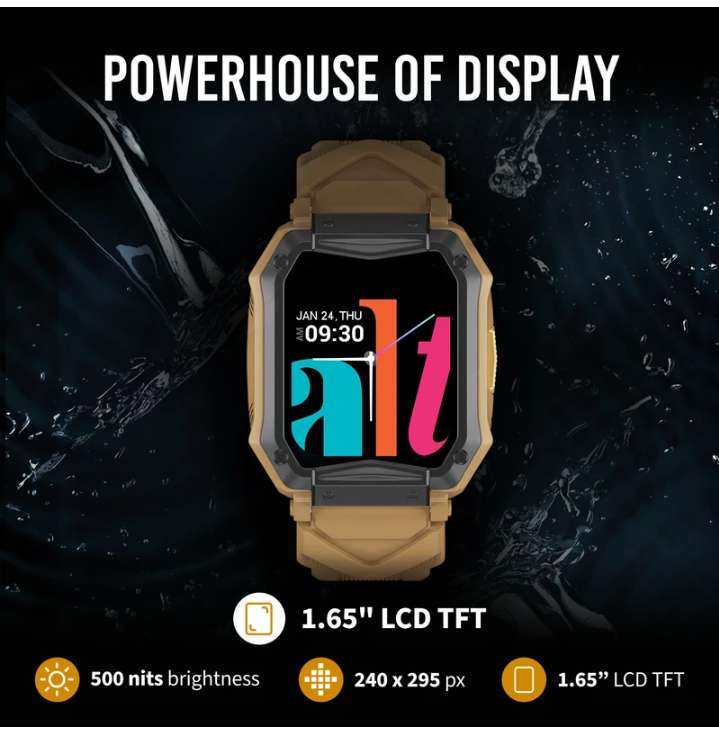 POWERHOUSE OF DISPLAY
JAN 24, THU
AM 09:30
alt
1.65" LCD TFT
500 nits brightness
240 x 295 px
1.65” LCD TFT